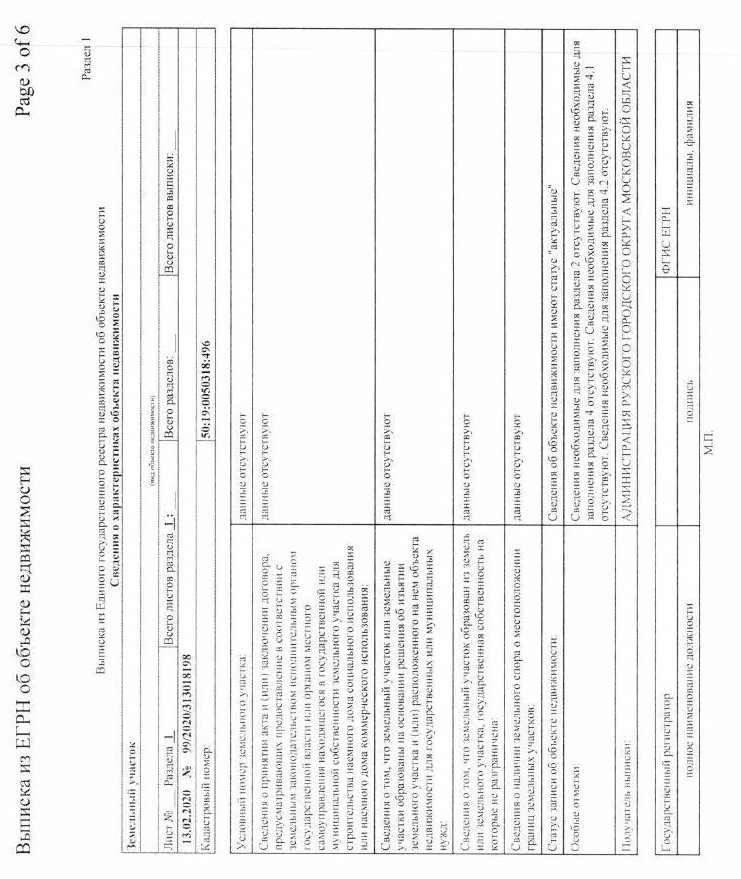 Выписка из ЕГРН об объекте недвижимости
Page 3 of 6
Раздел 1
Выписка из Единого государственного реестра недвижимости об объекте недвижимости
Сведения о характеристиках объекта недвижимости
Земельный участок
(вид объекта недвижимости)
Лист № Раздела 1 Всего листов раздела 1 : Всего разделов: Всего листов выписки:
13.02.2020 № 99/2020/313018198
Кадастровый номер: 50:19:0050318:496
Условный номер земельного участка: данные отсутствуют
Сведения о принятии акта и (или) заключении договора, данные отсутствуют
предусматривающих предоставление в соответствии с
земельным законодательством исполнительным органом
государственной власти или органом местного
самоуправления находящегося в государственной или
муниципальной собственности земельного участка для
строительства наемного дома социального использования
или наемного дома коммерческого использования:
Сведения о том, что земельный участок или земельные данные отсутствуют
участки образованы на основании решения об изъятии
земельного участка и (или) расположенного на нем объекта
недвижимости для государственных или муниципальных
нужд:
Сведения о том, что земельный участок образован из земель данные отсутствуют
или земельного участка, государственная собственность на
которые не разграничена:
Сведения о наличии земельного спора о местоположении данные отсутствуют
границ земельных участков:
Статус записи об объекте недвижимости: Сведения об объекте недвижимости имеют статус "актуальные"
Особые отметки: Сведения необходимые для заполнения раздела 2 отсутствуют. Сведения необходимые для
заполнения раздела 4 отсутствуют. Сведения необходимые для заполнения раздела 4.1
отсутствуют. Сведения необходимые для заполнения раздела 4.2 отсутствуют.
Получатель выписки: АДМИНИСТРАЦИЯ РУЗСКОГО ГОРОДСКОГО ОКРУГА МОСКОВСКОЙ ОБЛАСТИ
Государственный регистратор ФГИС ЕГРН
полное наименование должности подпись инициалы, фамилия
М.П.